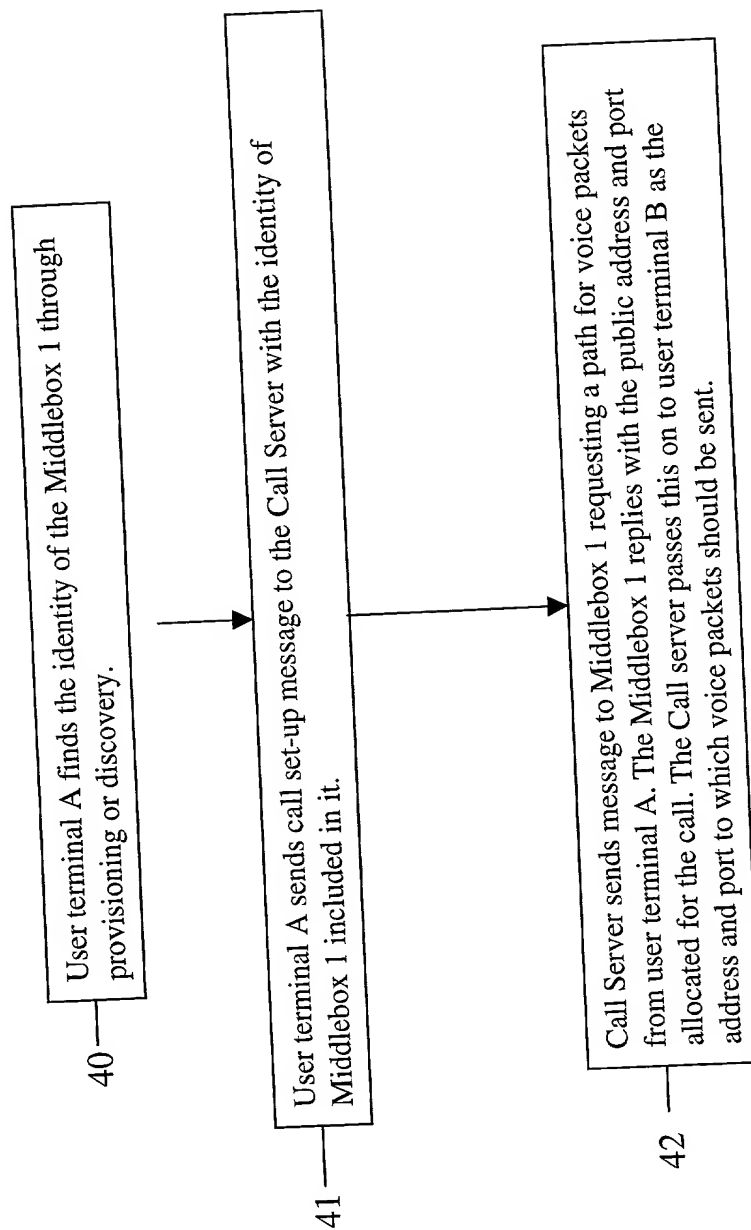 40
User terminal A finds the identity of the Middlebox 1 through
provisioning or discovery.
41
User terminal A sends call set-up message to the Call Server with the identity of
Middlebox 1 included in it.
42
Call Server sends message to Middlebox 1 requesting a path for voice packets
from user terminal A. The Middlebox 1 replies with the public address and port
allocated for the call. The Call server passes this on to user terminal B as the
address and port to which voice packets should be sent.